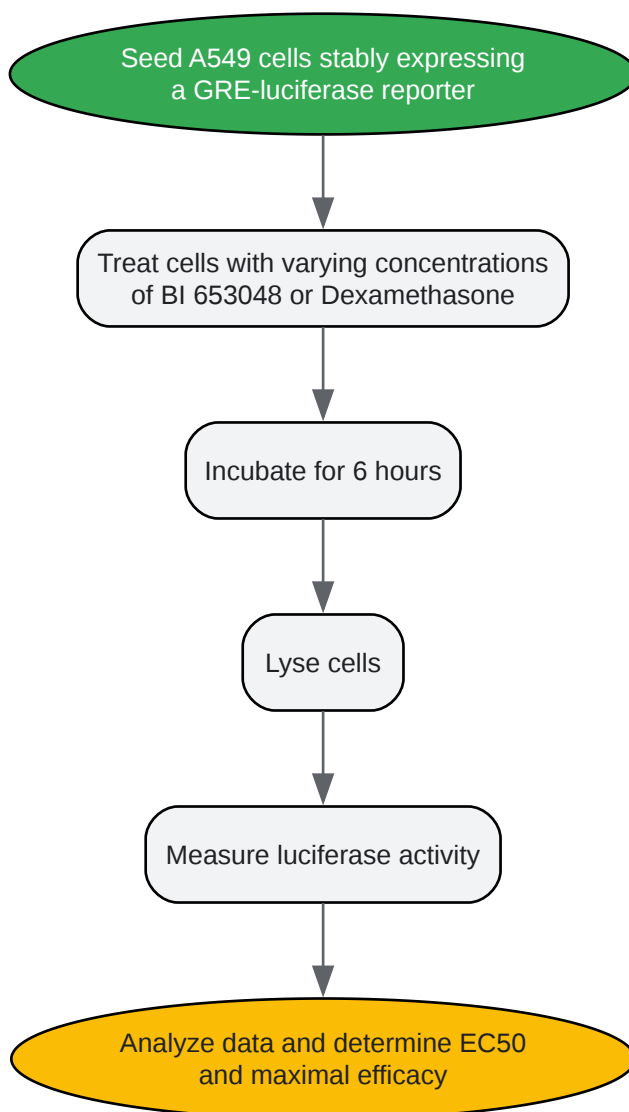 Seed A549 cells stably expressing
a GRE-luciferase reporter
Treat cells with varying concentrations
of BI 653048 or Dexamethasone
Incubate for 6 hours
Lyse cells
Measure luciferase activity
Analyze data and determine EC50
and maximal efficacy